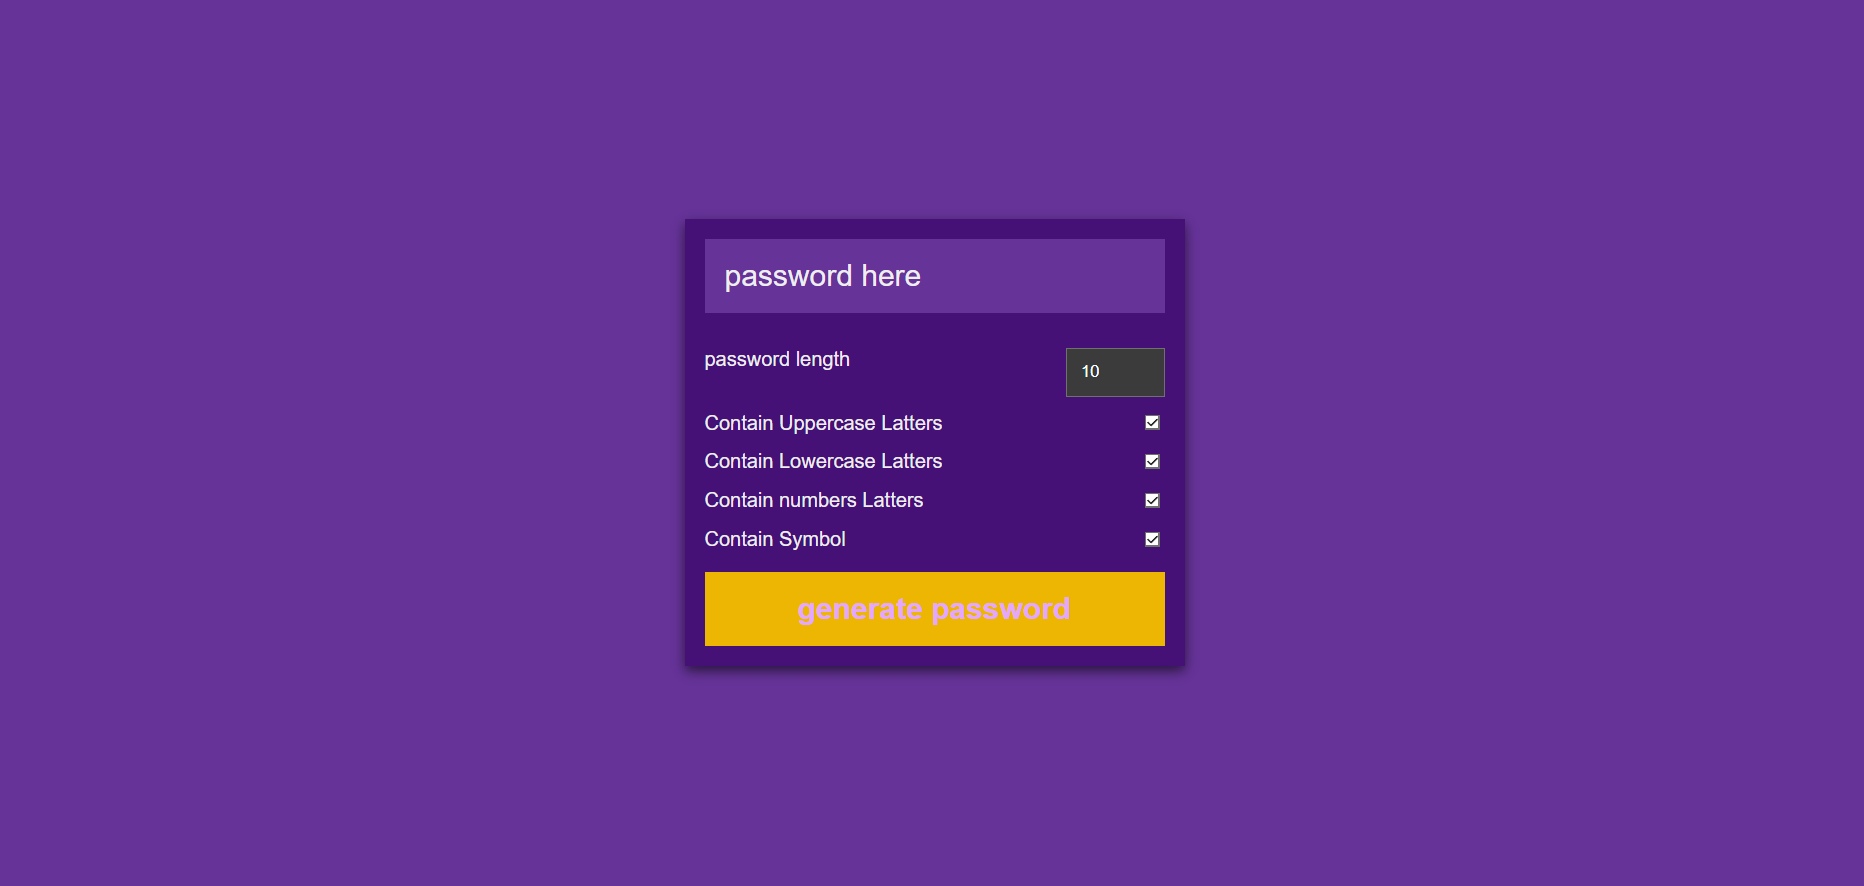 password here
password length
10
Contain Uppercase Latters
Contain Lowercase Latters
Contain numbers Latters
Contain Symbol
generate password